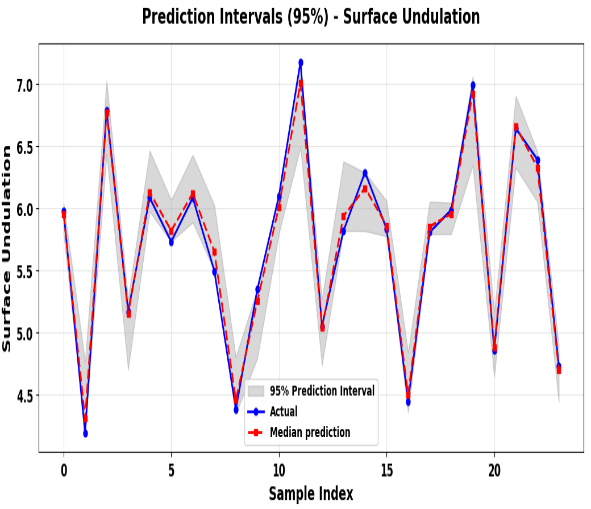 Prediction Intervals (95%) - Surface Undulation
Surface Undulation
7.0
6.5
6.0
5.5
5.0
4.5
95% Prediction Interval
Actual
Median prediction
0 5 10 15 20
Sample Index